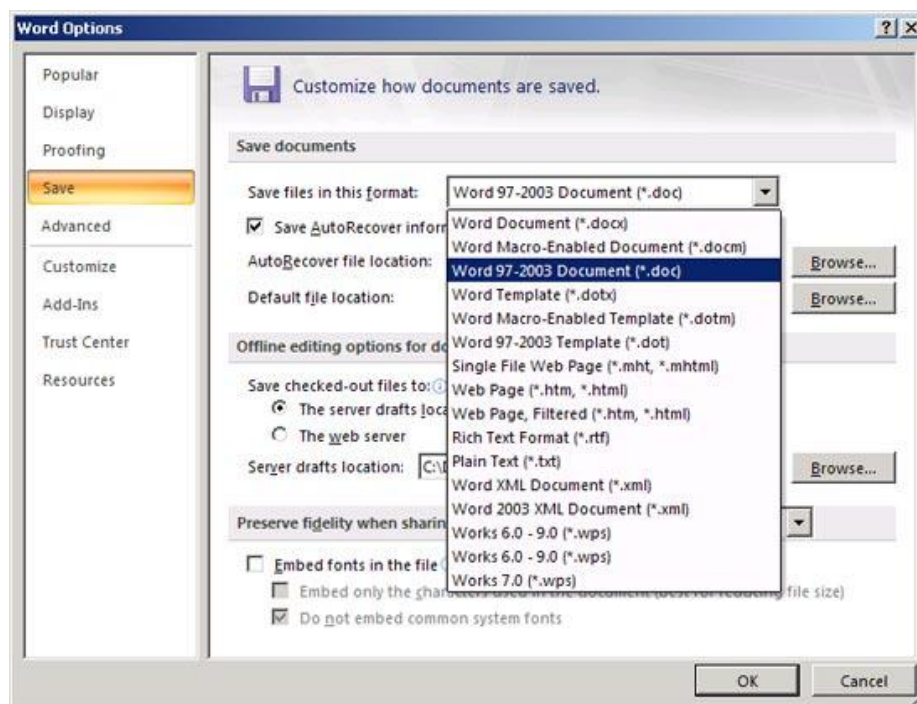 Word Options
Popular
Display
Proofing
Save
Advanced
Customize
Add-Ins
Trust Center
Resources
Customize how documents are saved.
Save documents
Save files in this format: Word 97-2003 Document (*.doc)
Save AutoRecover
AutoRecover file location: Browse...
Default file location: Browse...
Word Document (*.docx)
Word Macro-Enabled Document (*.docm)
Word 97-2003 Document (*.doc)
Word Template (*.dotx)
Word Macro-Enabled Template (*.dotm)
Word 97-2003 Template (*.dot)
Single File Web Page (*.mht, *.mhtml)
Web Page (*.htm, *.html)
Web Page, Filtered (*.htm, *.html)
Rich Text Format (*.rtf)
Plain Text (*.txt)
Word XML Document (*.xml)
Word 2003 XML Document (*.xml)
Works 6.0 - 9.0 (*.wps)
Works 6.0 - 9.0 (*.wps)
Works 7.0 (*.wps)
Offline editing options for
Save checked-out files to:
The server drafts
The web server
Server drafts location: Browse...
Preserve fidelity when
Embed fonts in the file
Embed only the characters used in the document (best for reducing file size)
Do not embed common system fonts
OK
Cancel